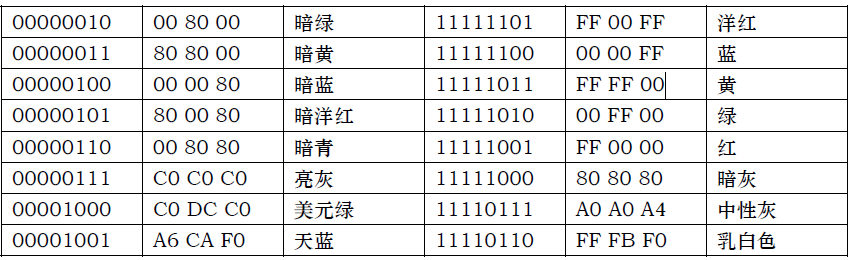 00000010 00 80 00 暗绿 11111101 FF 00 FF 洋红
00000011 80 80 00 暗黄 11111100 00 00 FF 蓝
00000100 00 00 80 暗蓝 11111011 FF FF 00 黄
00000101 80 00 80 暗洋红 11111010 00 FF 00 绿
00000110 00 80 80 暗青 11111001 FF 00 00 红
00000111 C0 C0 C0 亮灰 11111000 80 80 80 暗灰
00001000 C0 DC C0 美元绿 11110111 A0 A0 A4 中性灰
00001001 A6 CA F0 天蓝 11110110 FF FB F0 乳白色